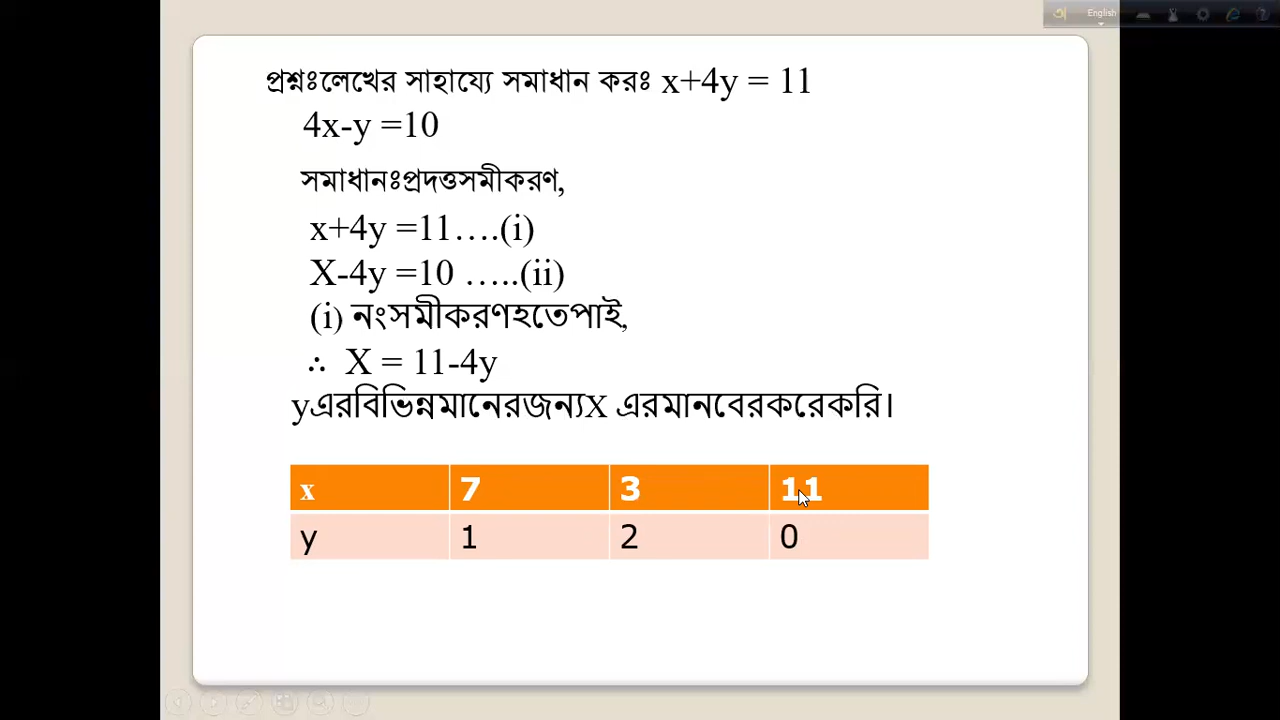 English
প্রশ্নঃলেখের সাহায্যে সমাধান করঃ x+4y = 11
4x-y =10
সমাধানঃপ্রদত্তসমীকরণ,
x+4y =11….(i)
X-4y =10 …..(ii)
(i) নংসমীকরণহতেপাই,
∴ X = 11-4y
yএরবিভিন্নমানেরজন্যX এরমানবেরকরেকরি।
x 7 3 11
y 1 2 0